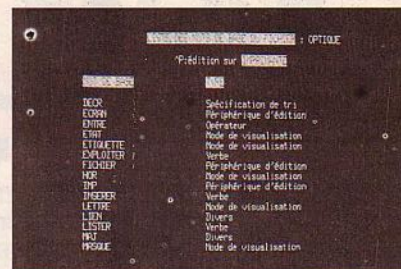 : OPTIQUE
^P:édition sur
DECR Spécification de tri
ECRAN Périphérique d'édition
ENTRE Opérateur
ETAT Mode de visualisation
ETIQUETTE Mode de visualisation
EXPLOITER Verbe
FICHIER Périphérique d'édition
HOR Mode de visualisation
IMP Périphérique d'édition
INSERER Verbe
LETTRE Mode de visualisation
LIEN Divers
LISTER Verbe
MAJ Divers
MASQUE Mode de visualisation